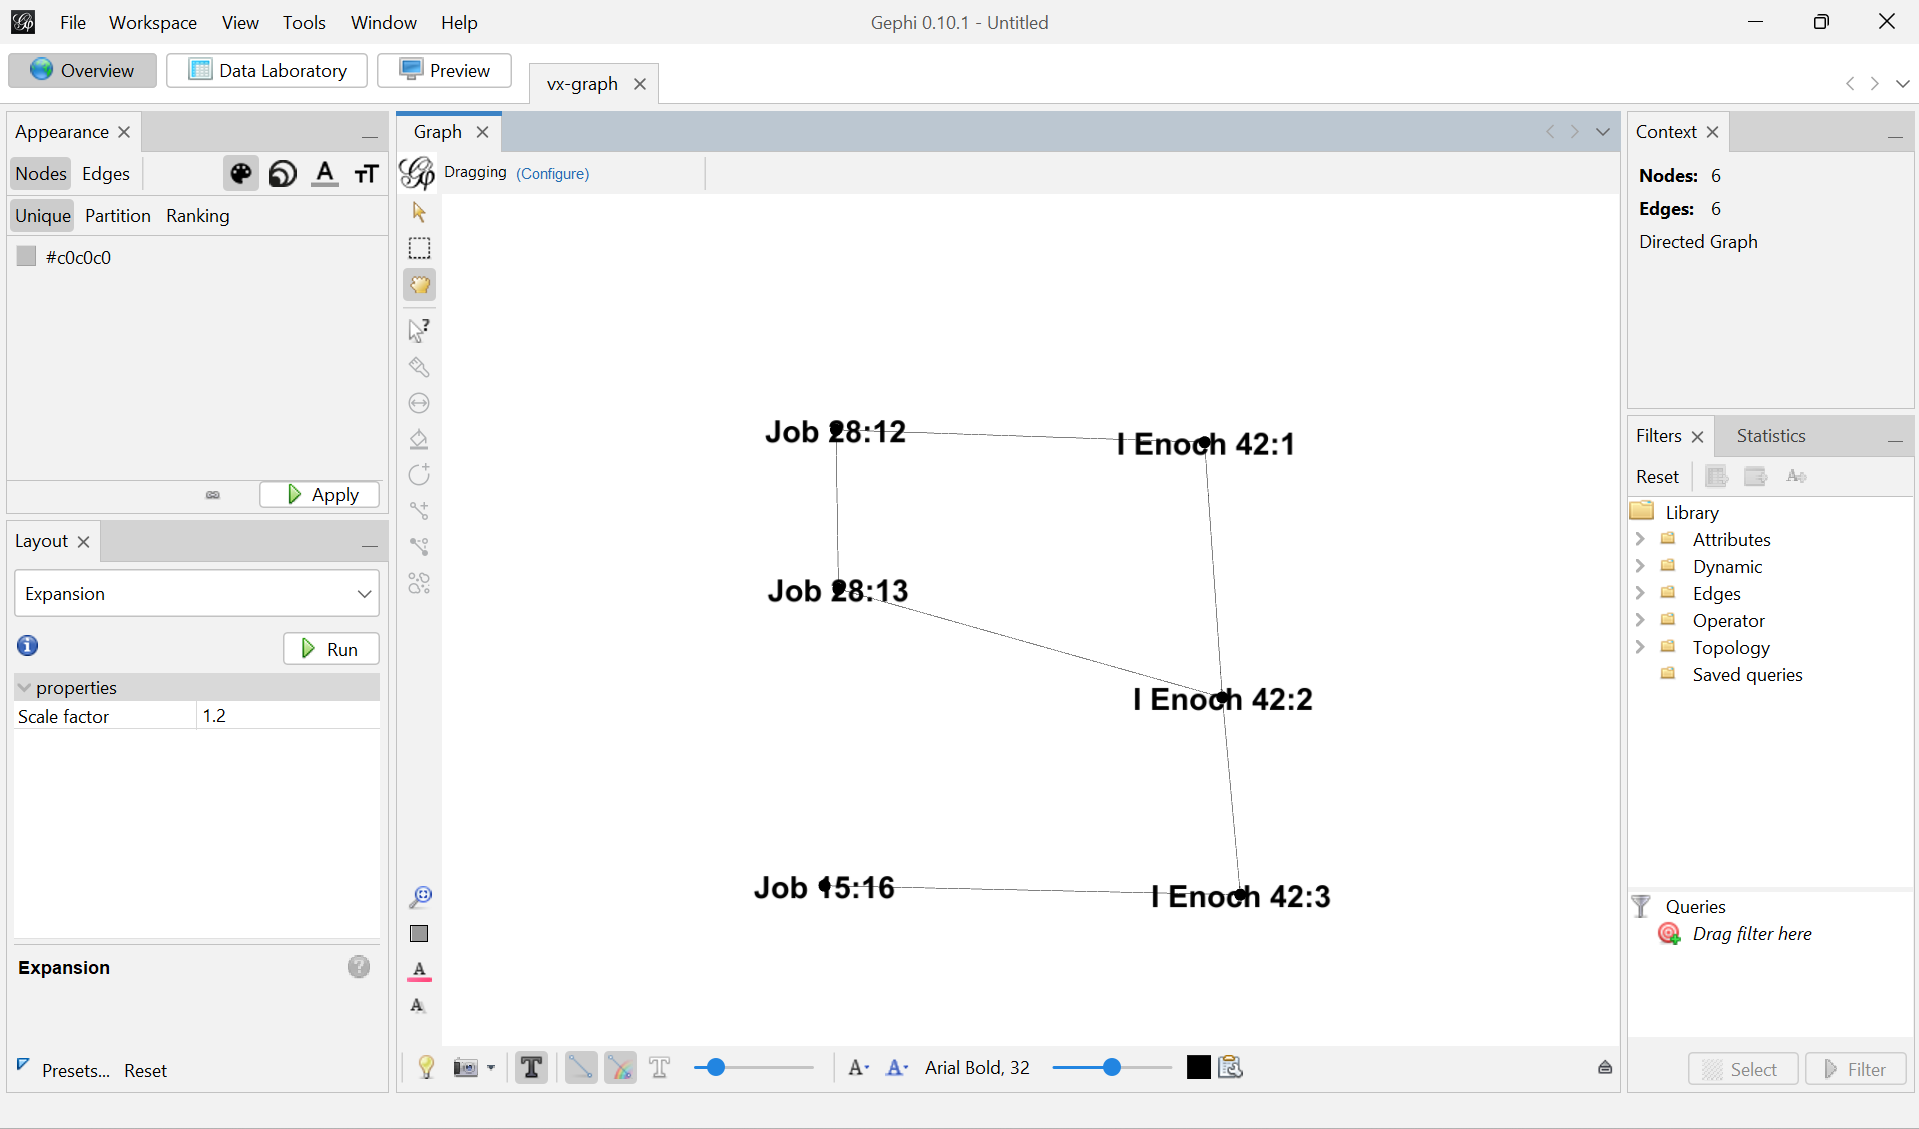 File Workspace View Tools Window Help
Gephi 0.10.1 - Untitled
Overview Data Laboratory Preview
vx-graph
Appearance
Nodes Edges
Unique Partition Ranking
#c0c0c0
Apply
Layout
Expansion
Run
properties
Scale factor 1.2
Expansion
Presets... Reset
Graph
Dragging (Configure)
Job 28:12
I Enoch 42:1
Job 28:13
I Enoch 42:2
Job 15:16
I Enoch 42:3
Arial Bold, 32
Context
Nodes: 6
Edges: 6
Directed Graph
Filters Statistics
Reset
Library
Attributes
Dynamic
Edges
Operator
Topology
Saved queries
Queries
Drag filter here
Select Filter